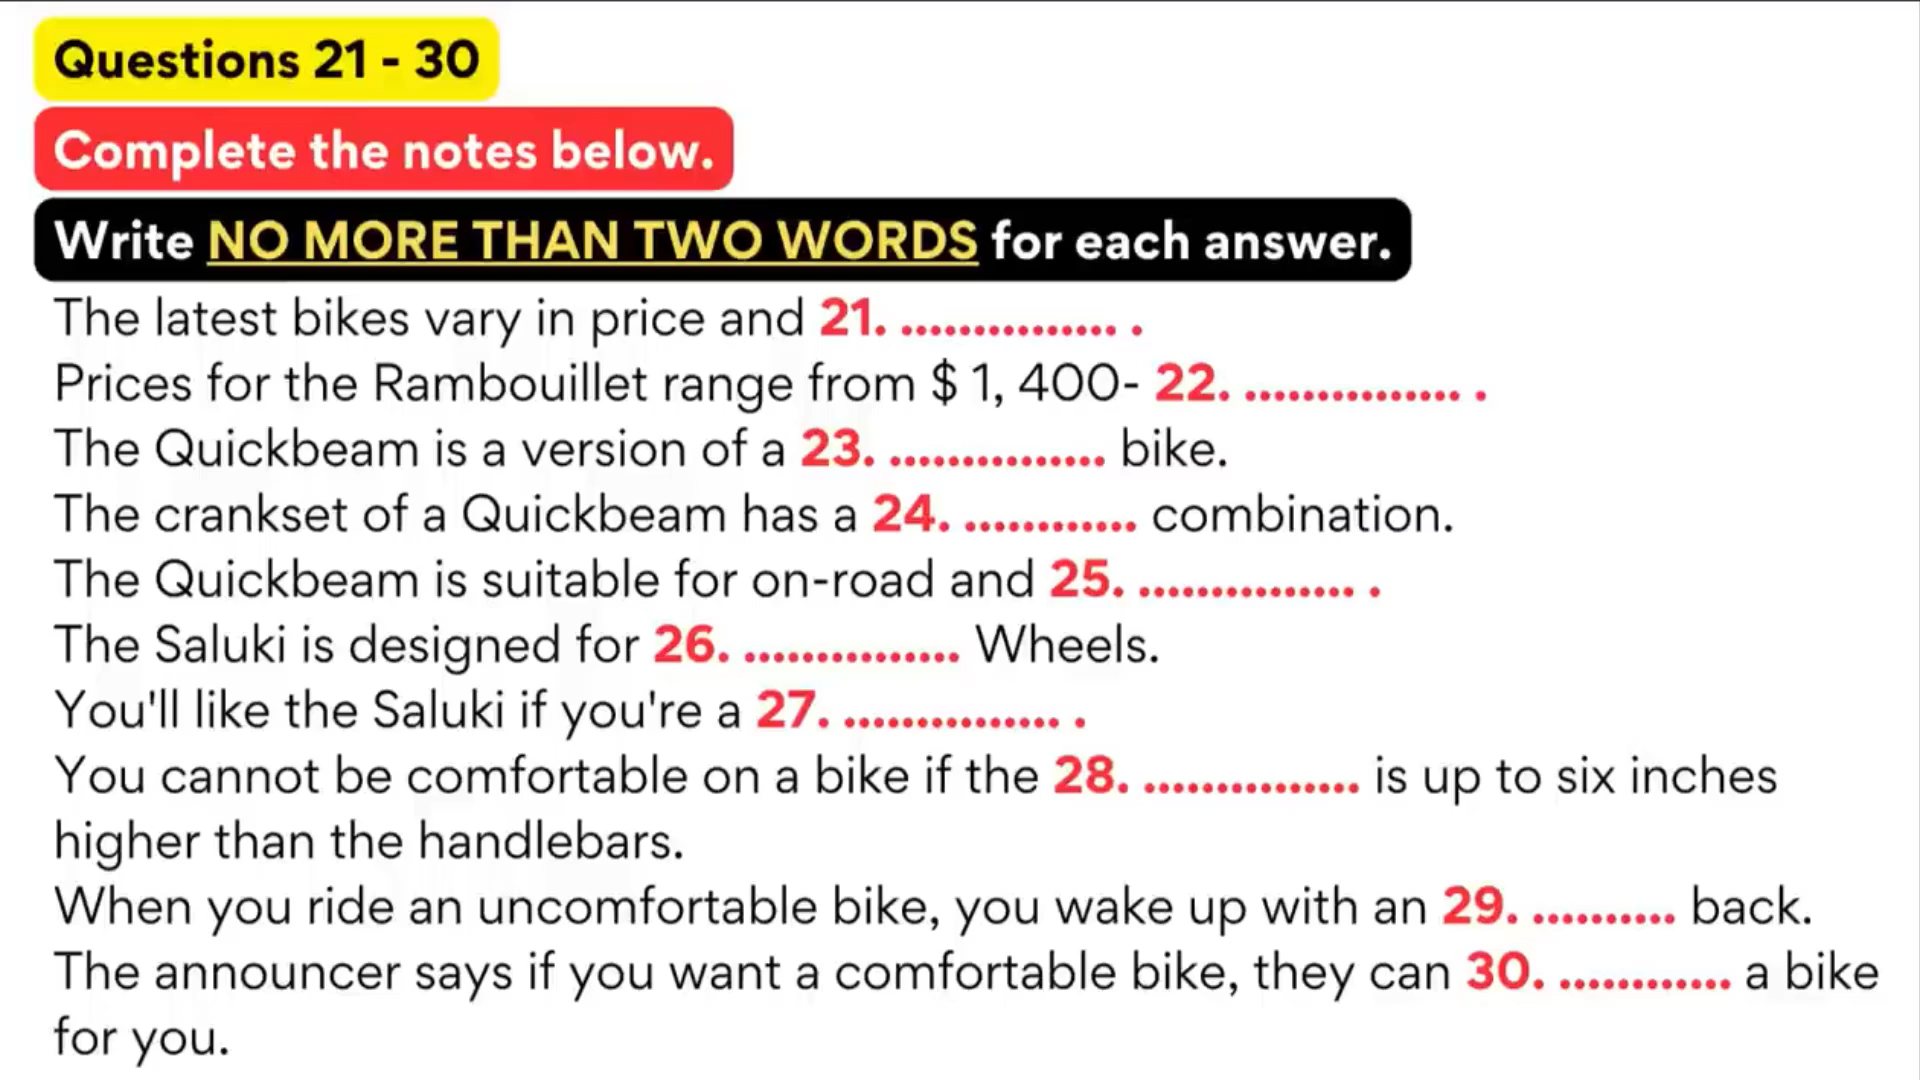 Questions 21 - 30
Complete the notes below.
Write NO MORE THAN TWO WORDS for each answer.
The latest bikes vary in price and 21. ............... .
Prices for the Rambouillet range from $ 1, 400- 22. ............... .
The Quickbeam is a version of a 23. ............... bike.
The crankset of a Quickbeam has a 24. ............ combination.
The Quickbeam is suitable for on-road and 25. ............... .
The Saluki is designed for 26. ............... Wheels.
You'll like the Saluki if you're a 27. ............... .
You cannot be comfortable on a bike if the 28. ............... is up to six inches
higher than the handlebars.
When you ride an uncomfortable bike, you wake up with an 29. .......... back.
The announcer says if you want a comfortable bike, they can 30. ............ a bike
for you.